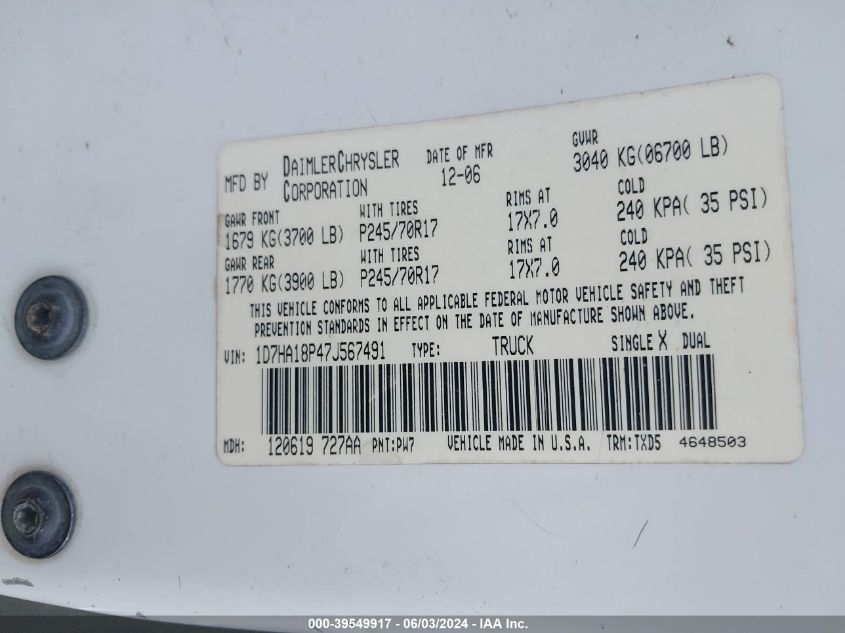 MFD BY DAIMLERCHRYSLER CORPORATION DATE OF MFR 12-06 GVWR 3040 KG(06700 LB)
GAWR FRONT WITH TIRES RIMS AT COLD
1679 KG(3700 LB) P245/70R17 17X7.0 240 KPA( 35 PSI)
GAWR REAR WITH TIRES RIMS AT COLD
1770 KG(3900 LB) P245/70R17 17X7.0 240 KPA( 35 PSI)
THIS VEHICLE CONFORMS TO ALL APPLICABLE FEDERAL MOTOR VEHICLE SAFETY AND THEFT
PREVENTION STANDARDS IN EFFECT ON THE DATE OF MANUFACTURE SHOWN ABOVE.
VIN: 1D7HA18P47J567491 TYPE: TRUCK SINGLE X DUAL
MDH: 120619 727AA PNT:PW7 VEHICLE MADE IN U.S.A. TRM:TXD5 4648503
000-39549917 - 06/03/2024 - IAA Inc.